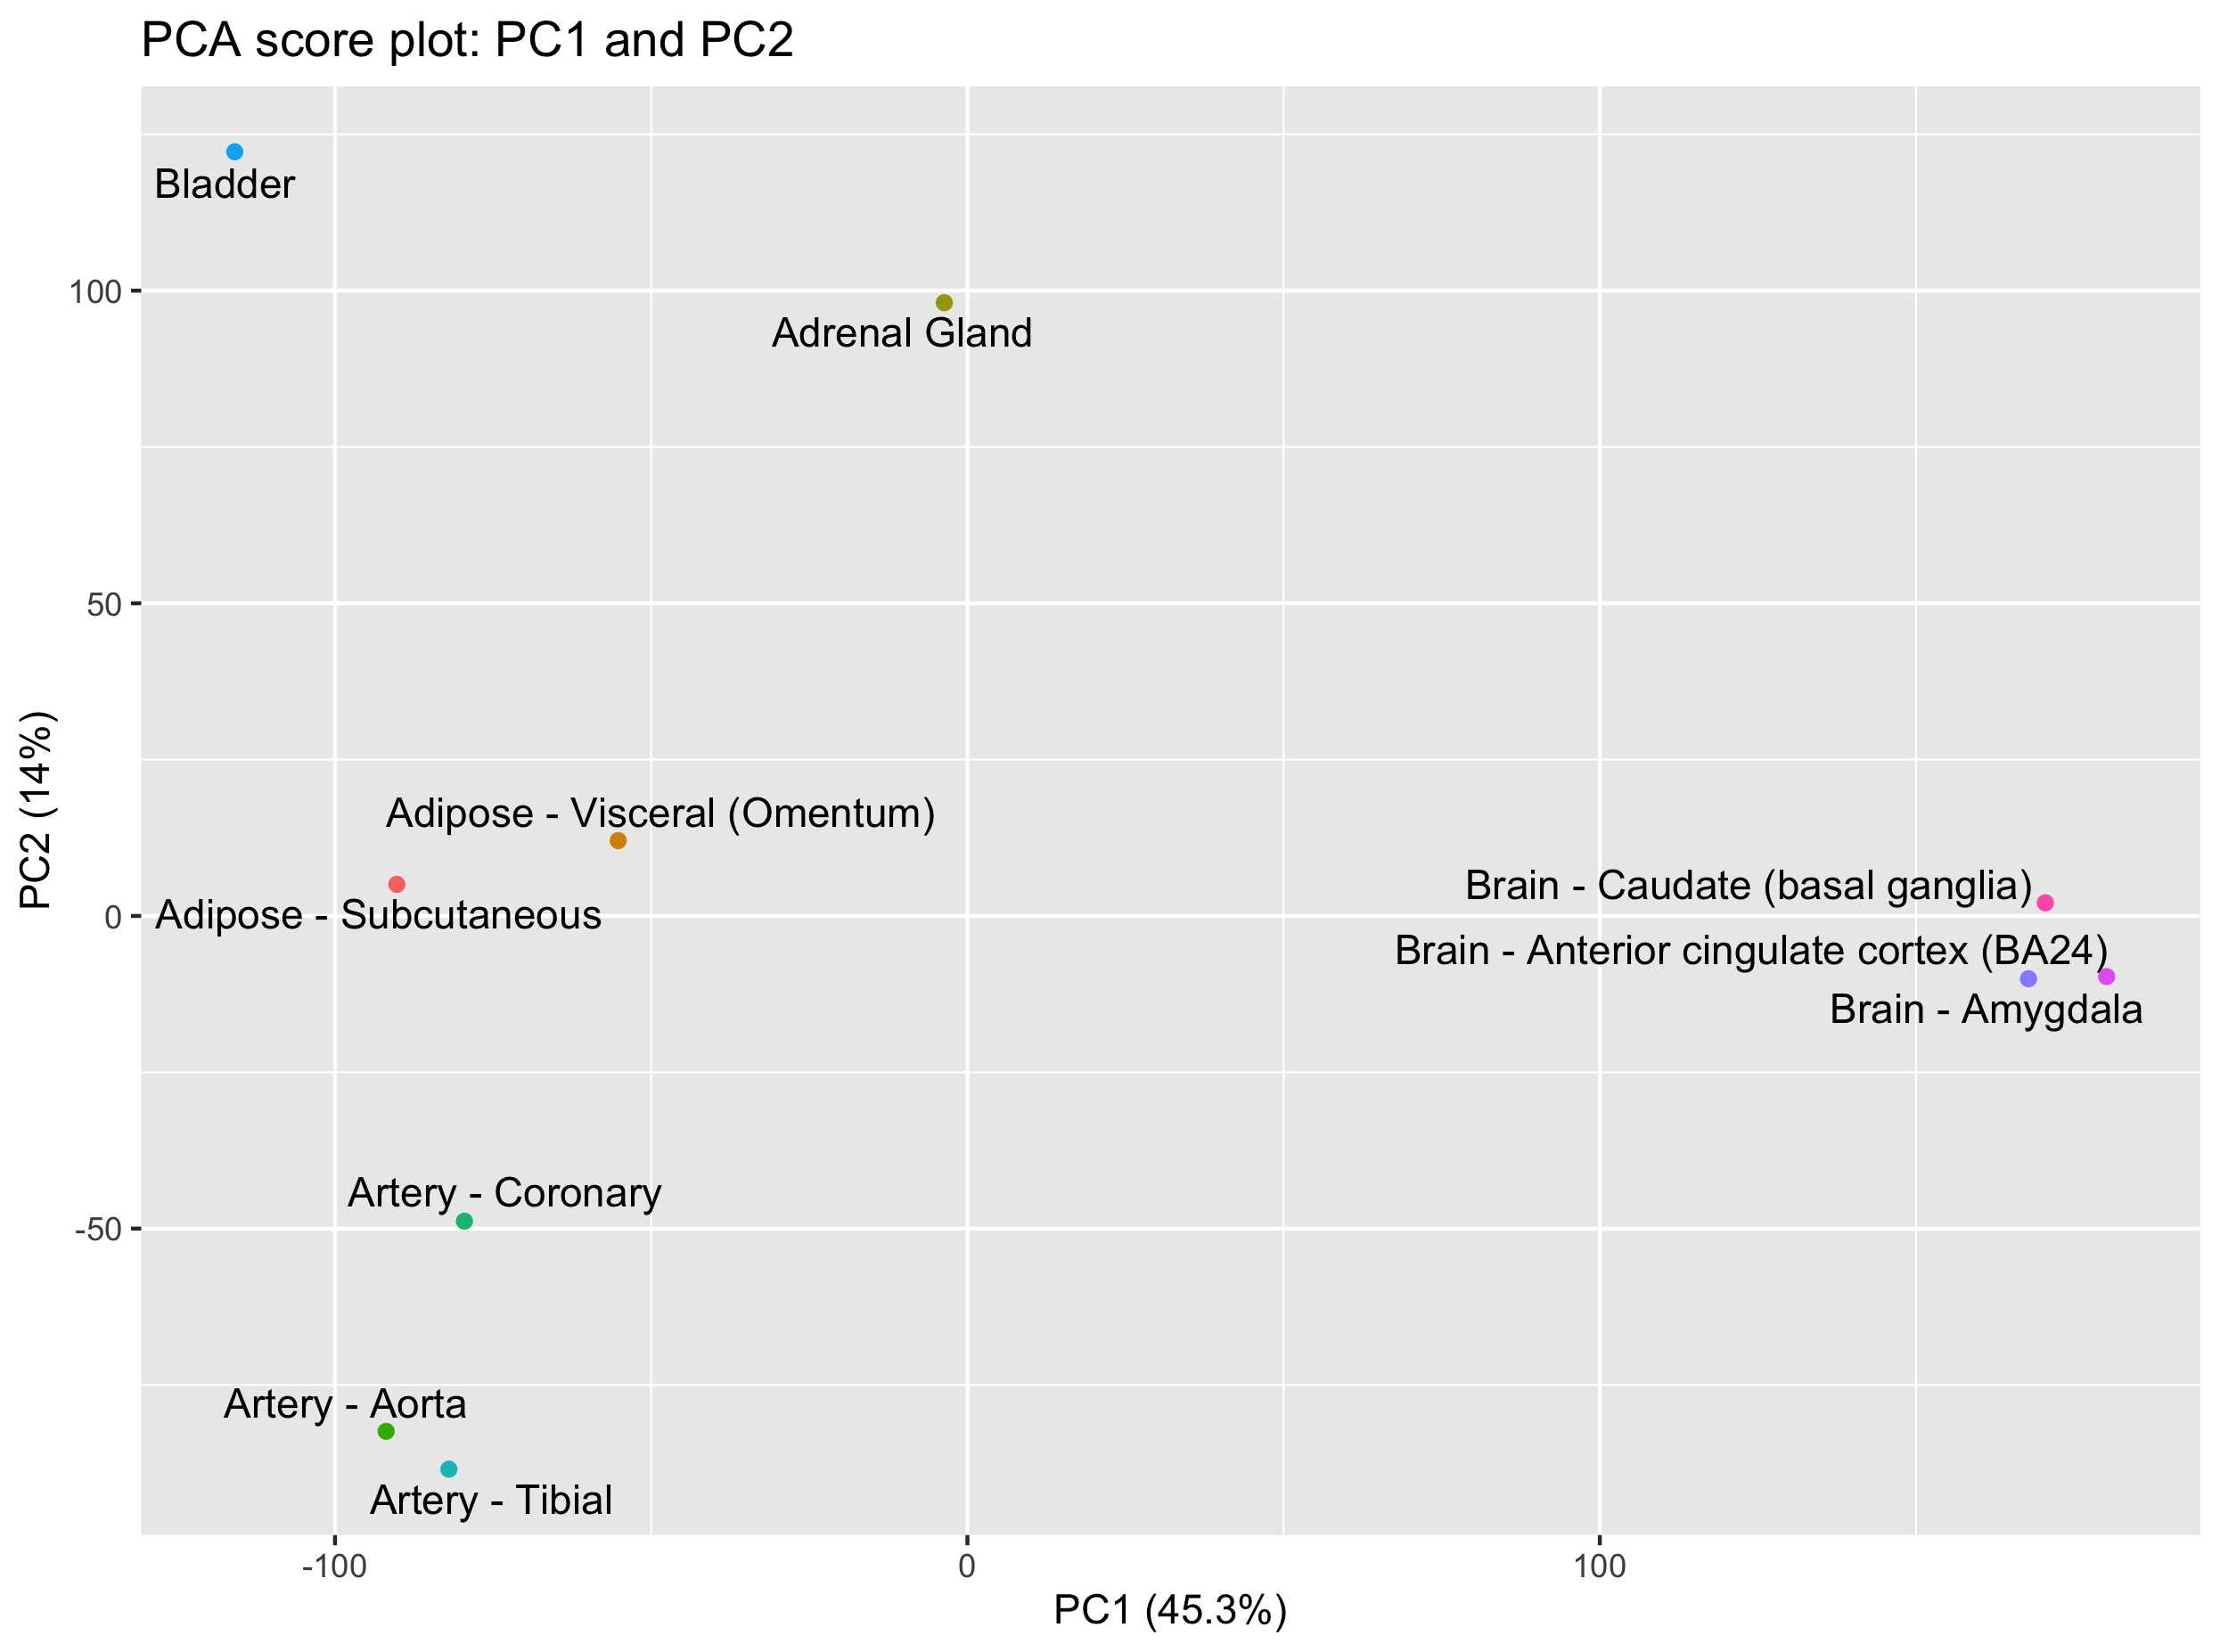 PCA score plot: PC1 and PC2
Bladder
100
Adrenal Gland
50
Adipose - Visceral (Omentum)
Brain - Caudate (basal ganglia)
Adipose - Subcutaneous
0
Brain - Anterior cingulate cortex (BA24)
Brain - Amygdala
PC2 (14%)
Artery - Coronary
-50
Artery - Aorta
Artery - Tibial
-100
0
100
PC1 (45.3%)